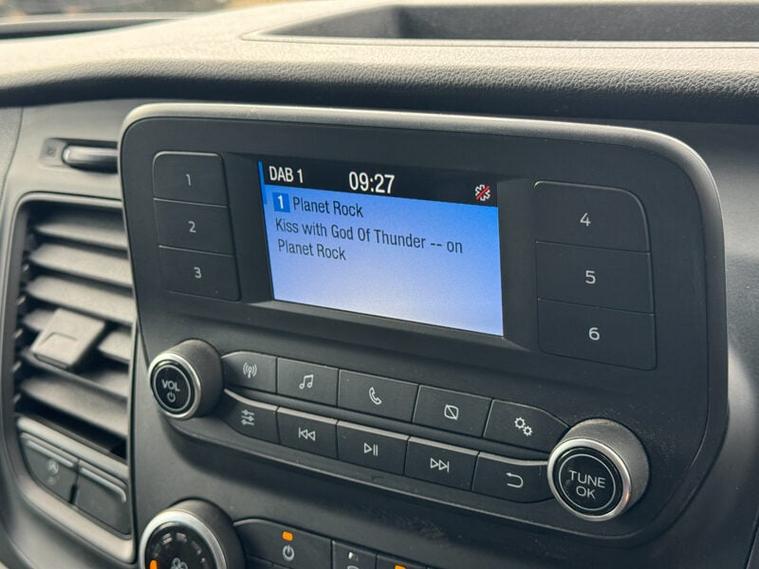 DAB 1 09:27
1 Planet Rock
Kiss with God Of Thunder -- on
Planet Rock
1
2
3
4
5
6
VOL
TUNE
OK